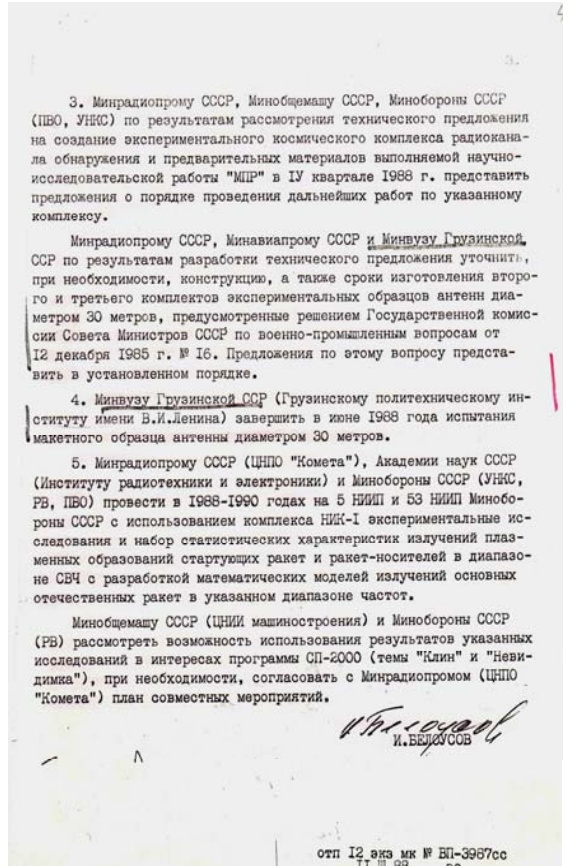 3.
3. Минрадиопрому СССР, Минобщемашу СССР, Минобороны СССР
(ПВО, УНКС) по результатам рассмотрения технического предложения
на создание экспериментального космического комплекса радиокана-
ла обнаружения и предварительных материалов выполняемой научно-
исследовательской работы "МПР" в IУ квартале 1988 г. представить
предложения о порядке проведения дальнейших работ по указанному
комплексу.
Минрадиопрому СССР, Минавиапрому СССР и Минвузу Грузинской
ССР по результатам разработки технического предложения уточнить,
при необходимости, конструкцию, а также сроки изготовления второ-
го и третьего комплектов экспериментальных образцов антенн диа-
метром 30 метров, предусмотренные решением Государственной комис-
сии Совета Министров СССР по военно-промышленным вопросам от
I2 декабря 1985 г. № I6. Предложения по этому вопросу предста-
вить в установленном порядке.
4. Минвузу Грузинской ССР (Грузинскому политехническому ин-
ституту имени В.И.Ленина) завершить в июне 1988 года испытания
макетного образца антенны диаметром 30 метров.
5. Минрадиопрому СССР (ЦНПО "Комета"), Академии наук СССР
(Институту радиотехники и электроники) и Минобороны СССР (УНКС,
РВ, ПВО) провести в 1988-1990 годах на 5 НИИП и 53 НИИП Минобо-
роны СССР с использованием комплекса НИК-I экспериментальные ис-
следования и набор статистических характеристик излучений плаз-
менных образований стартующих ракет и ракет-носителей в диапазо-
не СВЧ с разработкой математических моделей излучений основных
отечественных ракет в указанном диапазоне частот.
Минобщемашу СССР (ЦНИИ машиностроения) и Минобороны СССР
(РВ) рассмотреть возможность использования результатов указанных
исследований в интересах программы СП-2000 (темы "Клин" и "Неви-
димка"), при необходимости, согласовать с Минрадиопромом (ЦНПО
"Комета") план совместных мероприятий.
И.БЕЛОУСОВ
отп I2 экз мк № ВП-3967сс